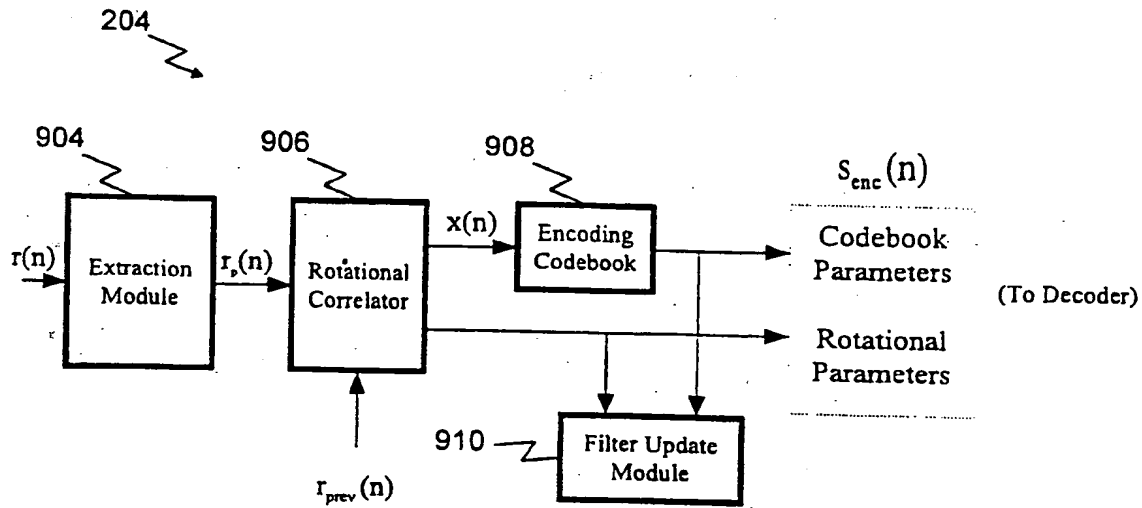 204
904
906
908
s_enc(n)
r(n)
Extraction
Module
r_p(n)
Rotational
Correlator
x(n)
Encoding
Codebook
Codebook
Parameters
(To Decoder)
Rotational
Parameters
910
Filter Update
Module
r_prev(n)